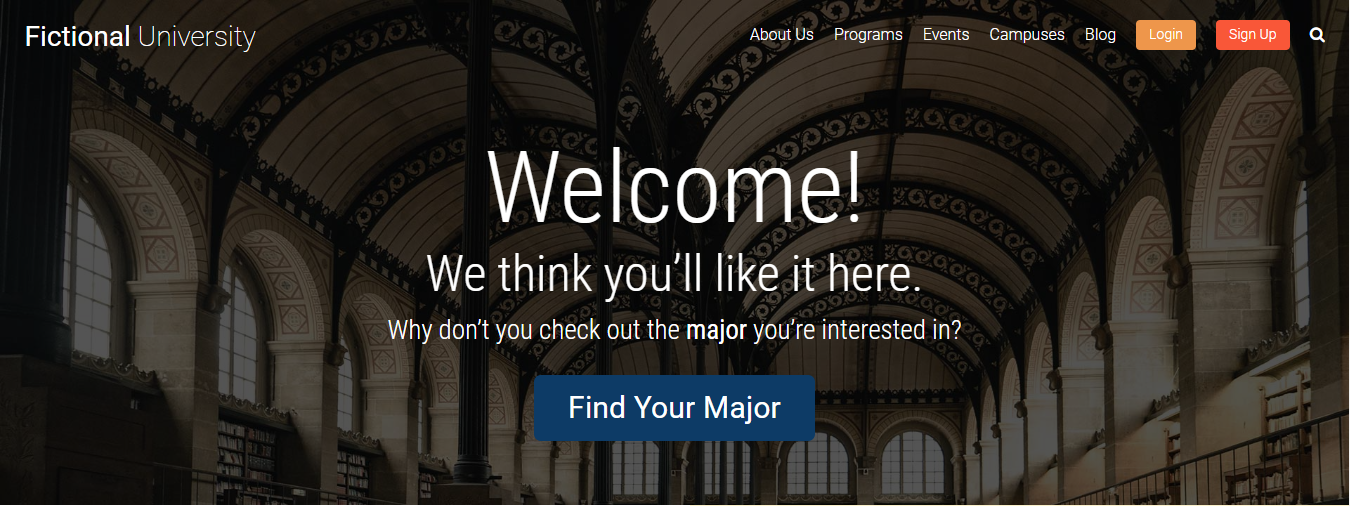 Fictional University
About Us Programs Events Campuses Blog Login Sign Up
Welcome!
We think you’ll like it here.
Why don’t you check out the major you’re interested in?
Find Your Major